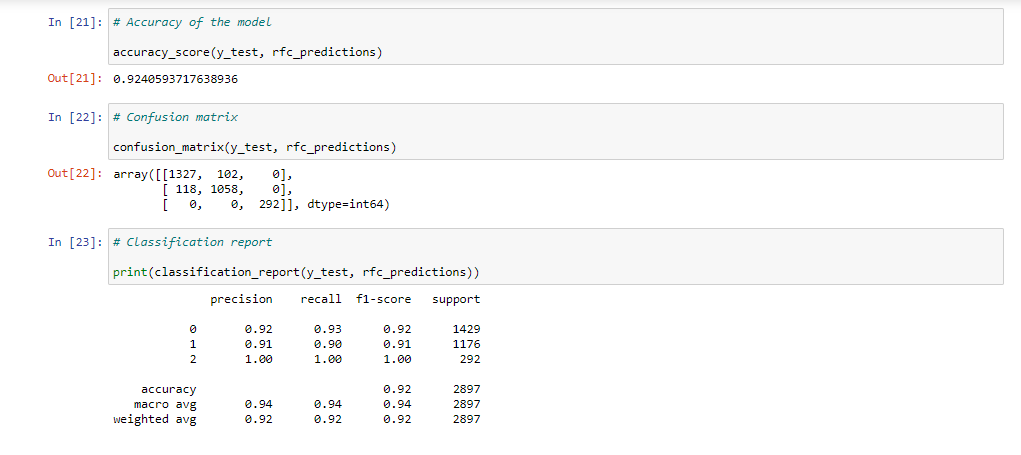 In [21]: # Accuracy of the model
accuracy_score(y_test, rfc_predictions)
Out[21]: 0.9240593717638936
In [22]: # Confusion matrix
confusion_matrix(y_test, rfc_predictions)
Out[22]: array([[1327, 102, 0],
[ 118, 1058, 0],
[ 0, 0, 292]], dtype=int64)
In [23]: # Classification report
print(classification_report(y_test, rfc_predictions))
precision recall f1-score support
0 0.92 0.93 0.92 1429
1 0.91 0.90 0.91 1176
2 1.00 1.00 1.00 292
accuracy 0.92 2897
macro avg 0.94 0.94 0.94 2897
weighted avg 0.92 0.92 0.92 2897